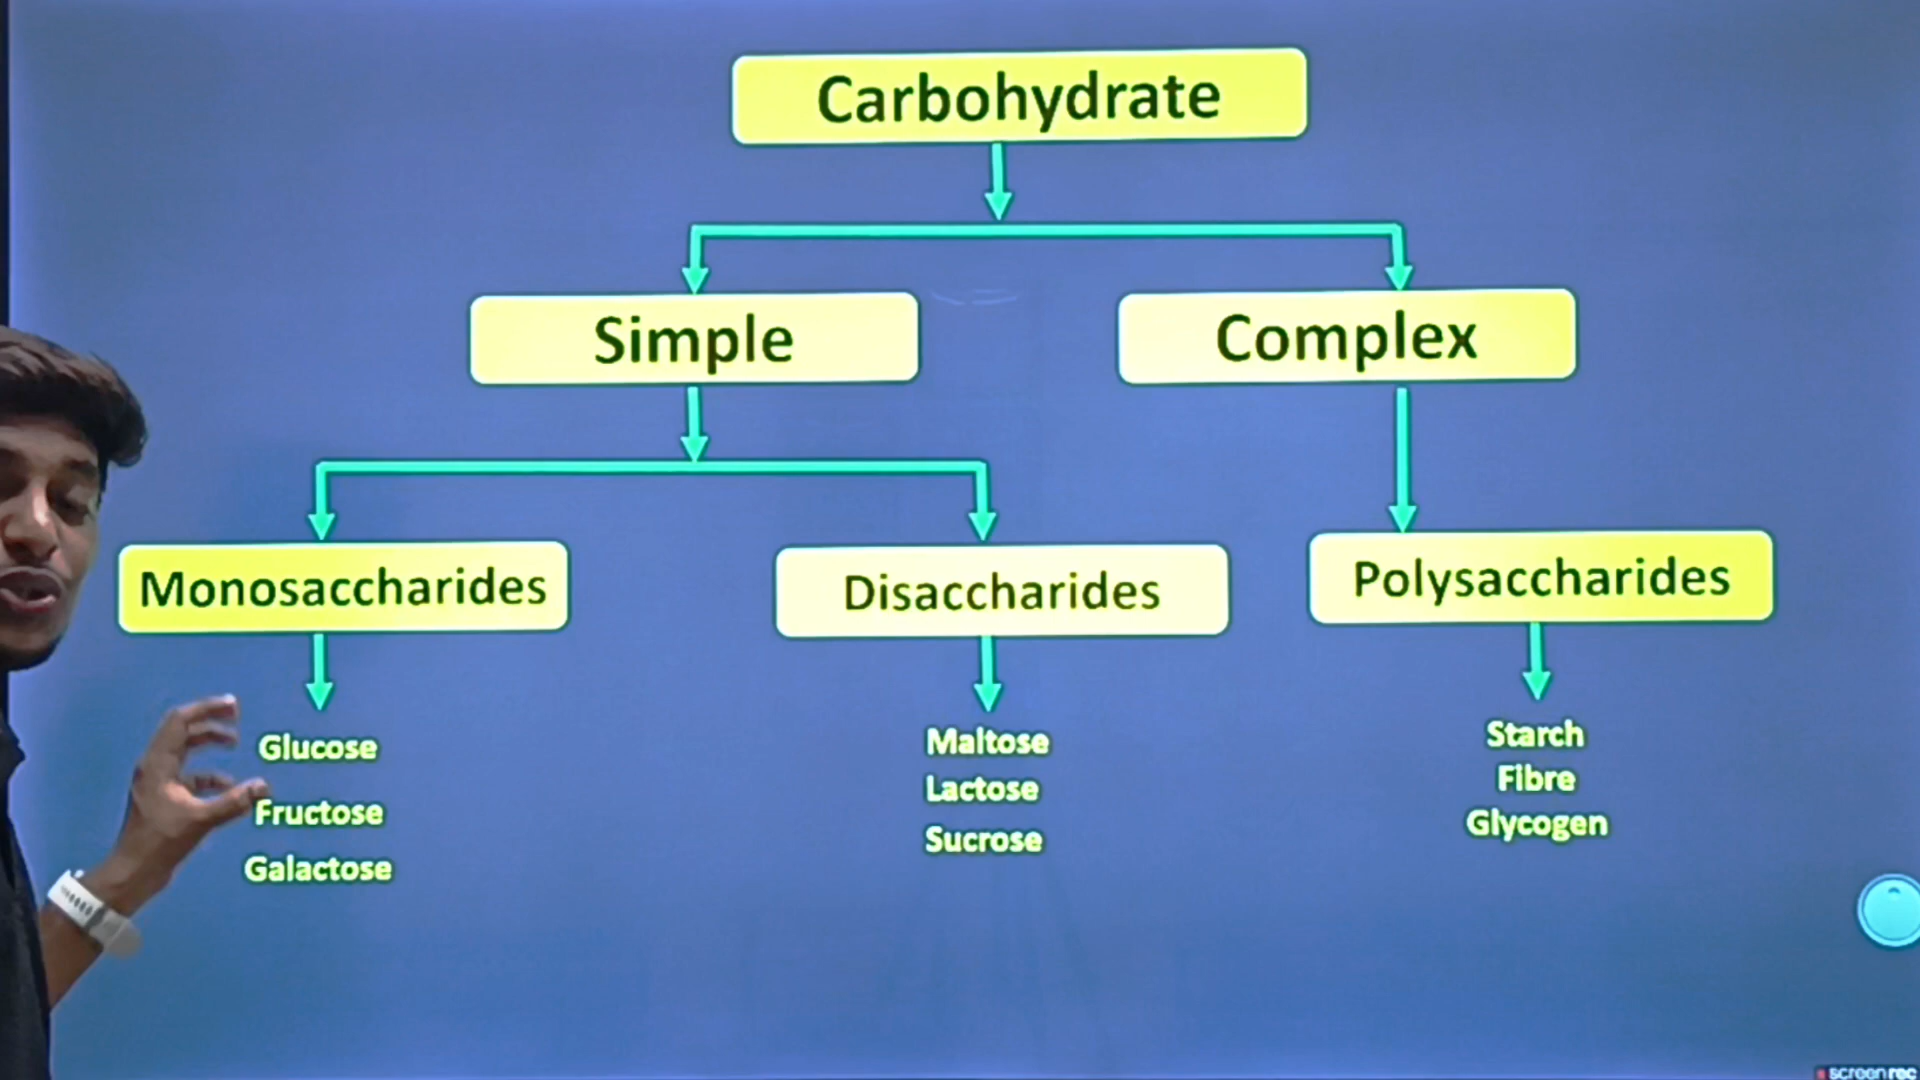 Carbohydrate
Simple
Complex
Monosaccharides
Disaccharides
Polysaccharides
Glucose
Fructose
Galactose
Maltose
Lactose
Sucrose
Starch
Fibre
Glycogen
screenrec